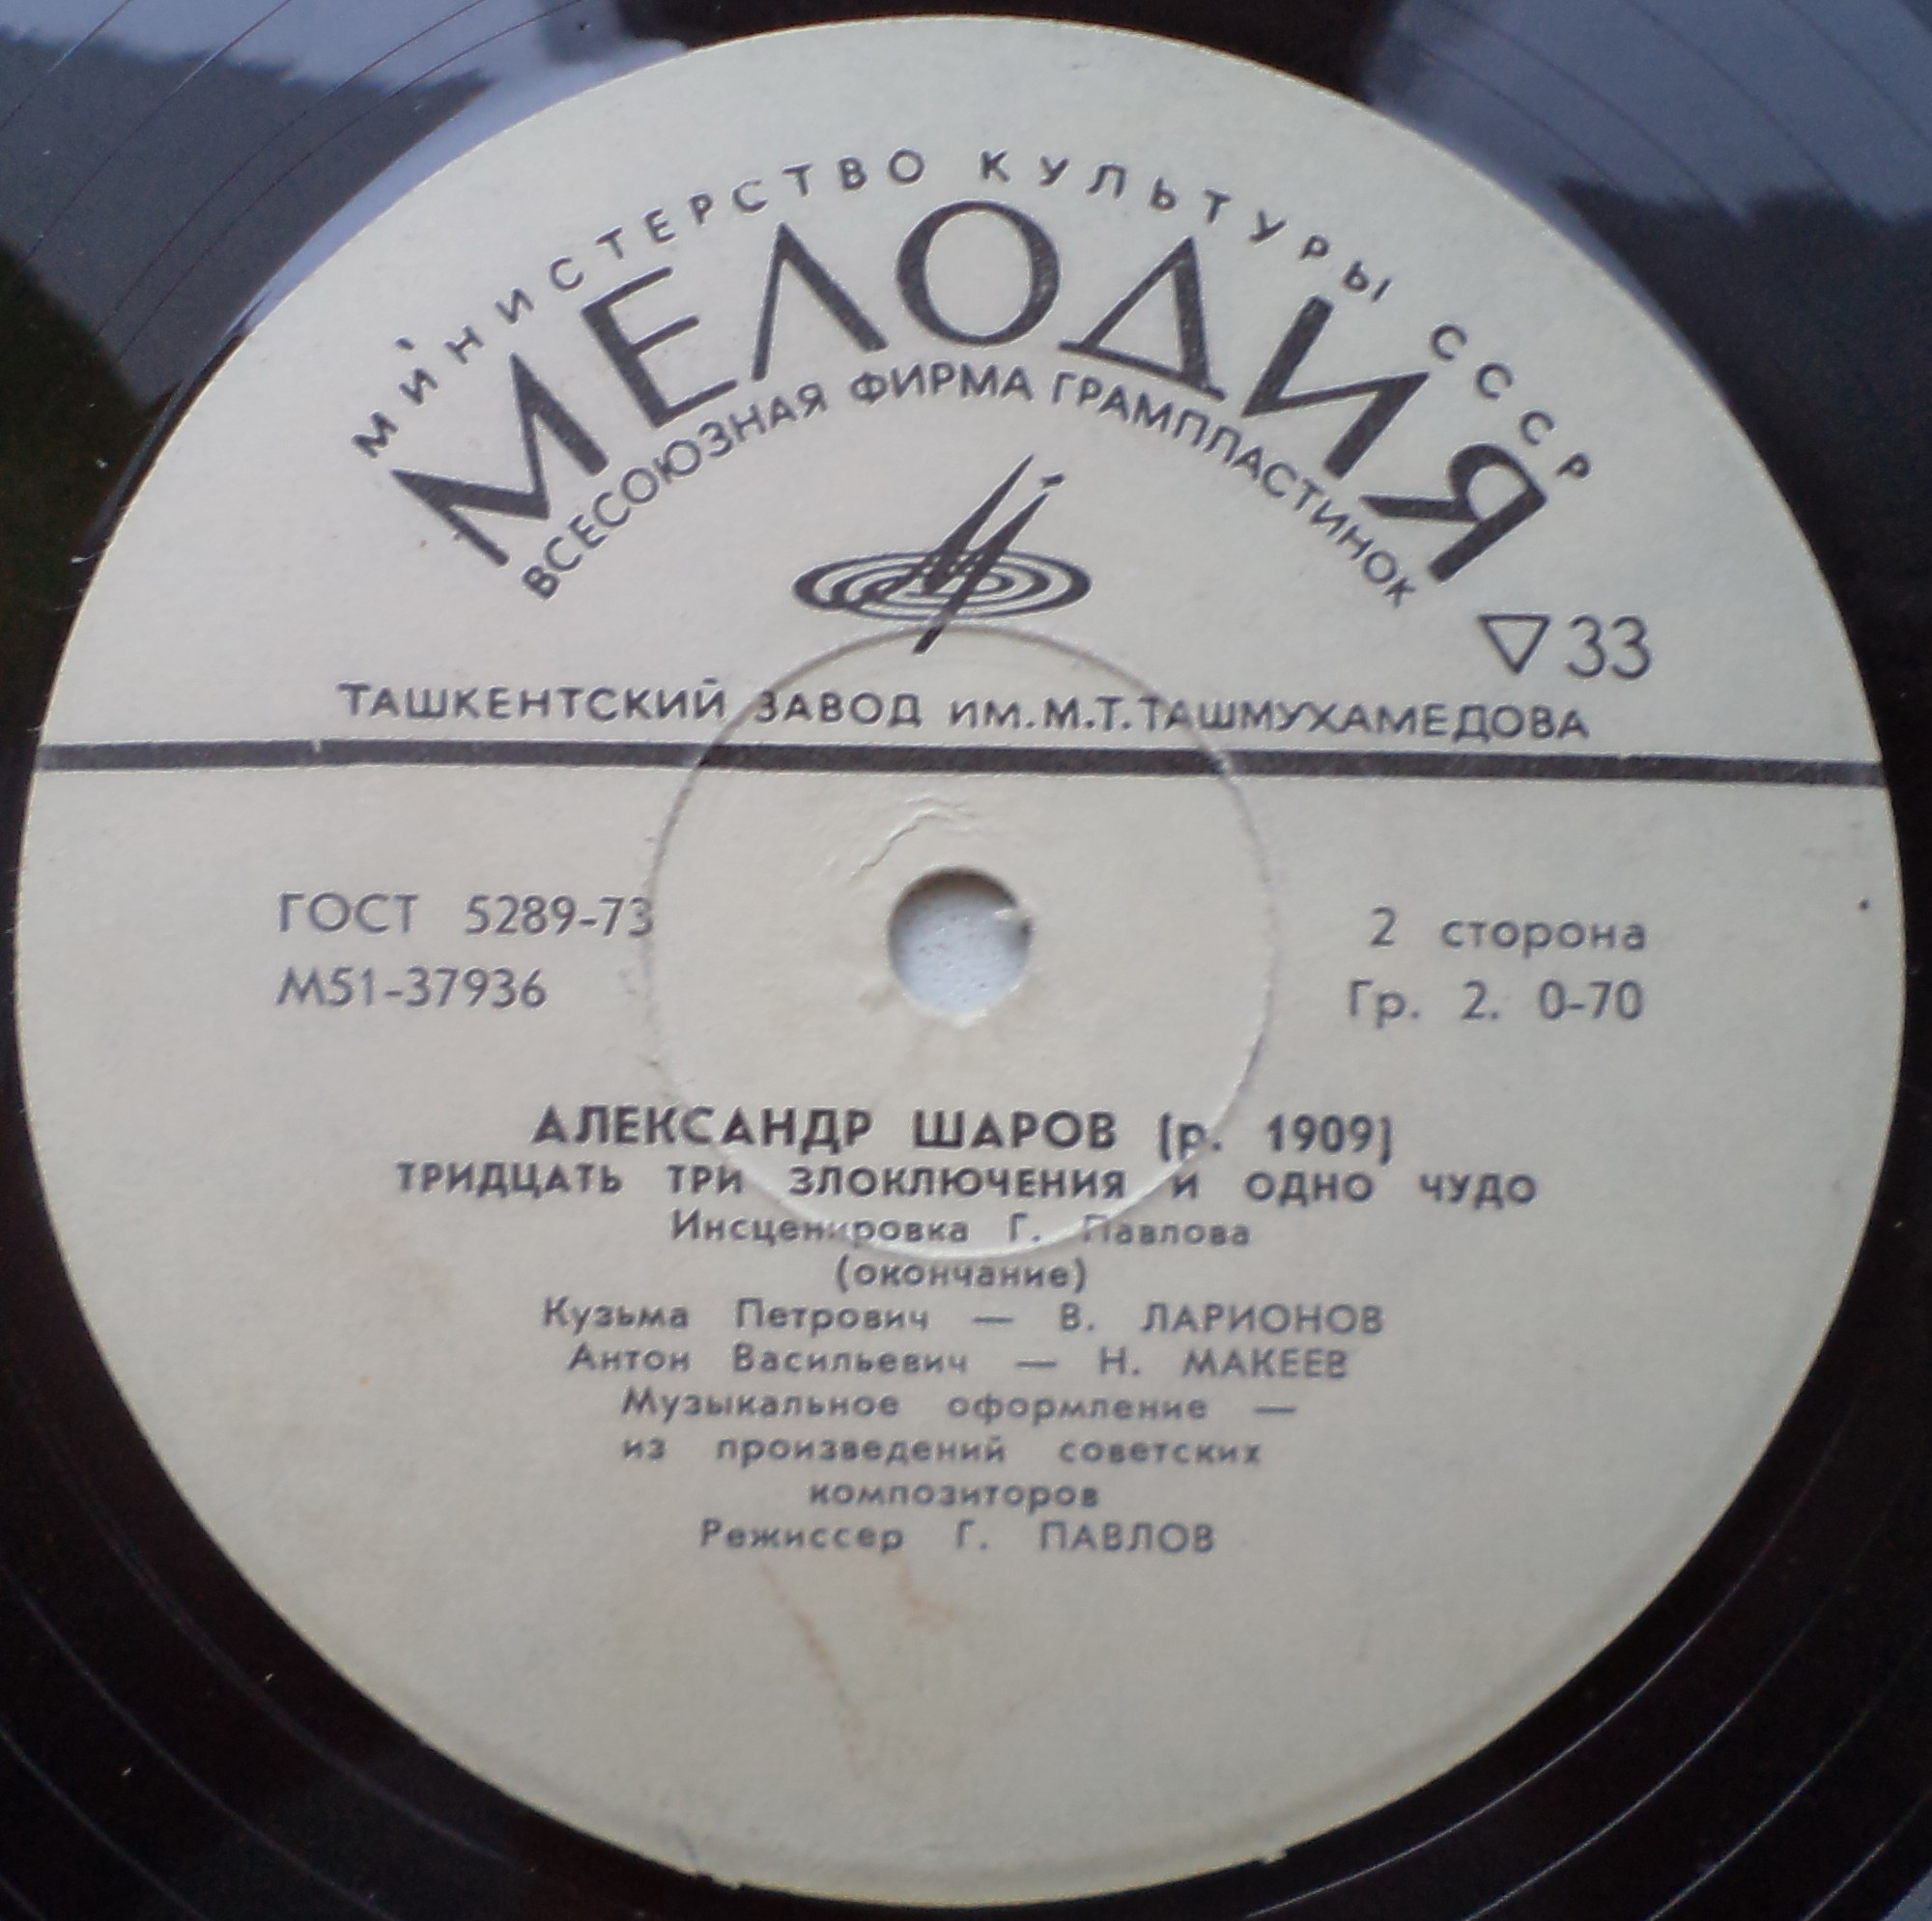 МИНИСТЕРСТВО КУЛЬТУРЫ СССР
МЕЛОДИЯ
ВСЕСОЮЗНАЯ ФИРМА ГРАМПЛАСТИНОК
33
ТАШКЕНТСКИЙ ЗАВОД ИМ.М.Т.ТАШМУХАМЕДОВА
ГОСТ 5289-73
М51-37936
2 сторона
Гр. 2. 0-70
АЛЕКСАНДР ШАРОВ (р. 1909)
ТРИДЦАТЬ ТРИ ЗЛОКЛЮЧЕНИЯ И ОДНО ЧУДО
Инсценировка Г. Павлова
(окончание)
Кузьма Петрович — В. ЛАРИОНОВ
Антон Васильевич — Н. МАКЕЕВ
Музыкальное оформление —
из произведений советских
композиторов
Режиссер Г. ПАВЛОВ